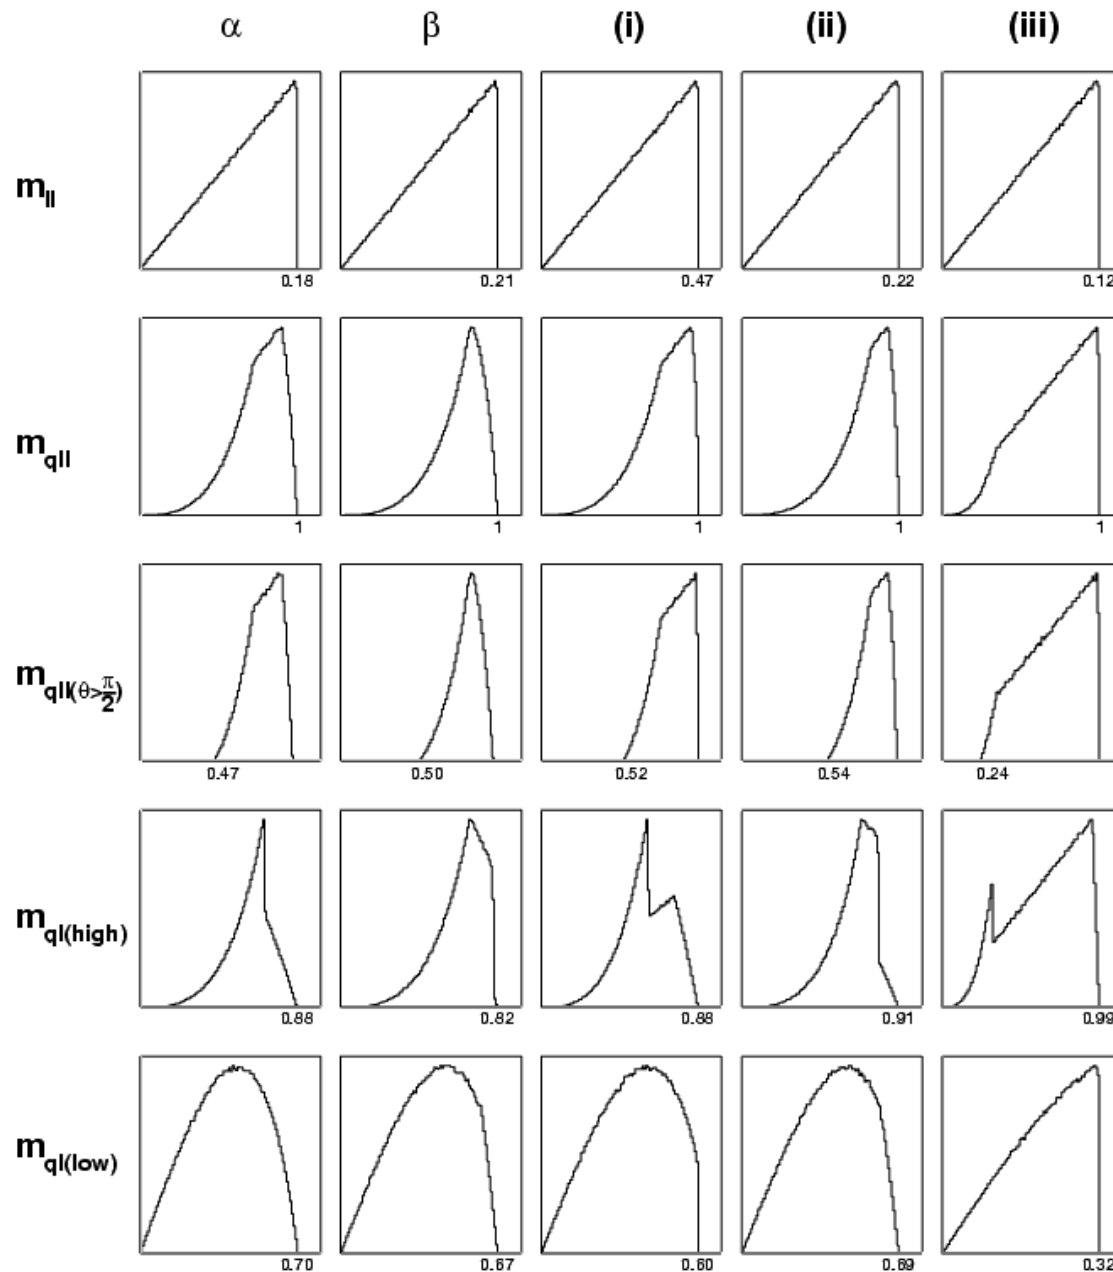 α β (i) (ii) (iii)
m_ll
0.18 0.21 0.47 0.22 0.12
m_qll
1 1 1 1 1
m_qll(θ>π/2)
0.47 0.50 0.52 0.54 0.24
m_ql(high)
0.88 0.82 0.88 0.91 0.99
m_ql(low)
0.70 0.67 0.60 0.69 0.32